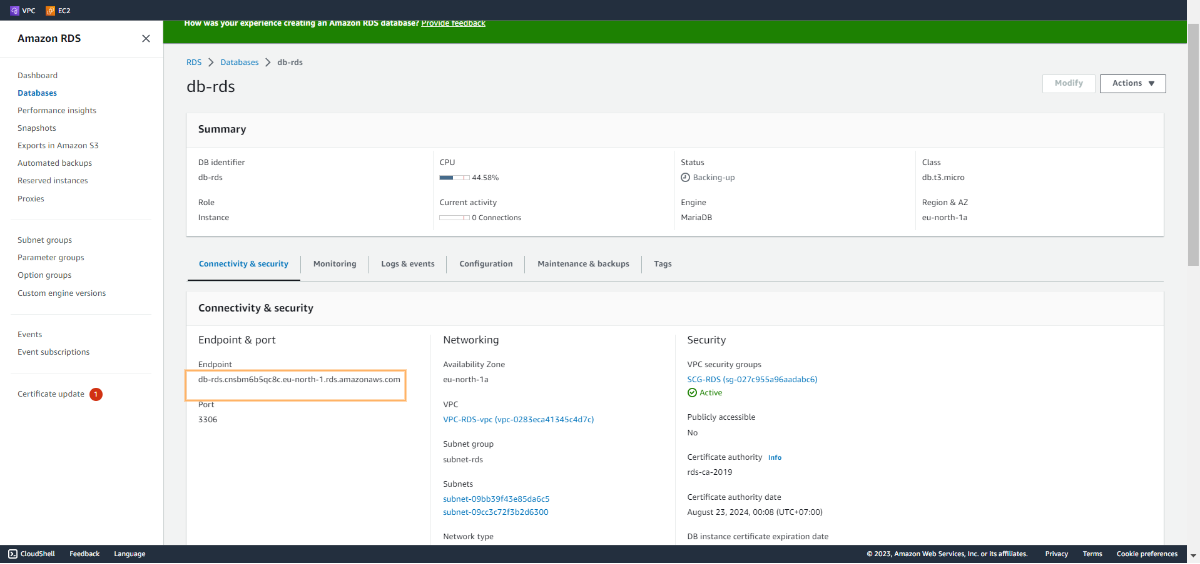 VPC EC2
Amazon RDS
How was your experience creating an Amazon RDS database? Provide feedback
Dashboard
Databases
Performance insights
Snapshots
Exports in Amazon S3
Automated backups
Reserved instances
Proxies
Subnet groups
Parameter groups
Option groups
Custom engine versions
Events
Event subscriptions
Certificate update 1
RDS > Databases > db-rds
db-rds
Modify Actions
Summary
DB identifier
db-rds
CPU
44.58%
Status
Backing-up
Class
db.t3.micro
Role
Instance
Current activity
0 Connections
Engine
MariaDB
Region & AZ
eu-north-1a
Connectivity & security Monitoring Logs & events Configuration Maintenance & backups Tags
Connectivity & security
Endpoint & port
Endpoint
db-rds.cnsbm6b5qc8c.eu-north-1.rds.amazonaws.com
Port
3306
Networking
Availability Zone
eu-north-1a
VPC
VPC-RDS-vpc (vpc-0283eca41345c4d7c)
Subnet group
subnet-rds
Subnets
subnet-09bb39f43e85da6c5
subnet-09cc3c72f3b2d6300
Network type
Security
VPC security groups
SCG-RDS (sg-027c955a96aadabc6)
Active
Publicly accessible
No
Certificate authority Info
rds-ca-2019
Certificate authority date
August 23, 2024, 00:08 (UTC+07:00)
DB instance certificate expiration date
CloudShell Feedback Language
© 2023, Amazon Web Services, Inc. or its affiliates. Privacy Terms Cookie preferences